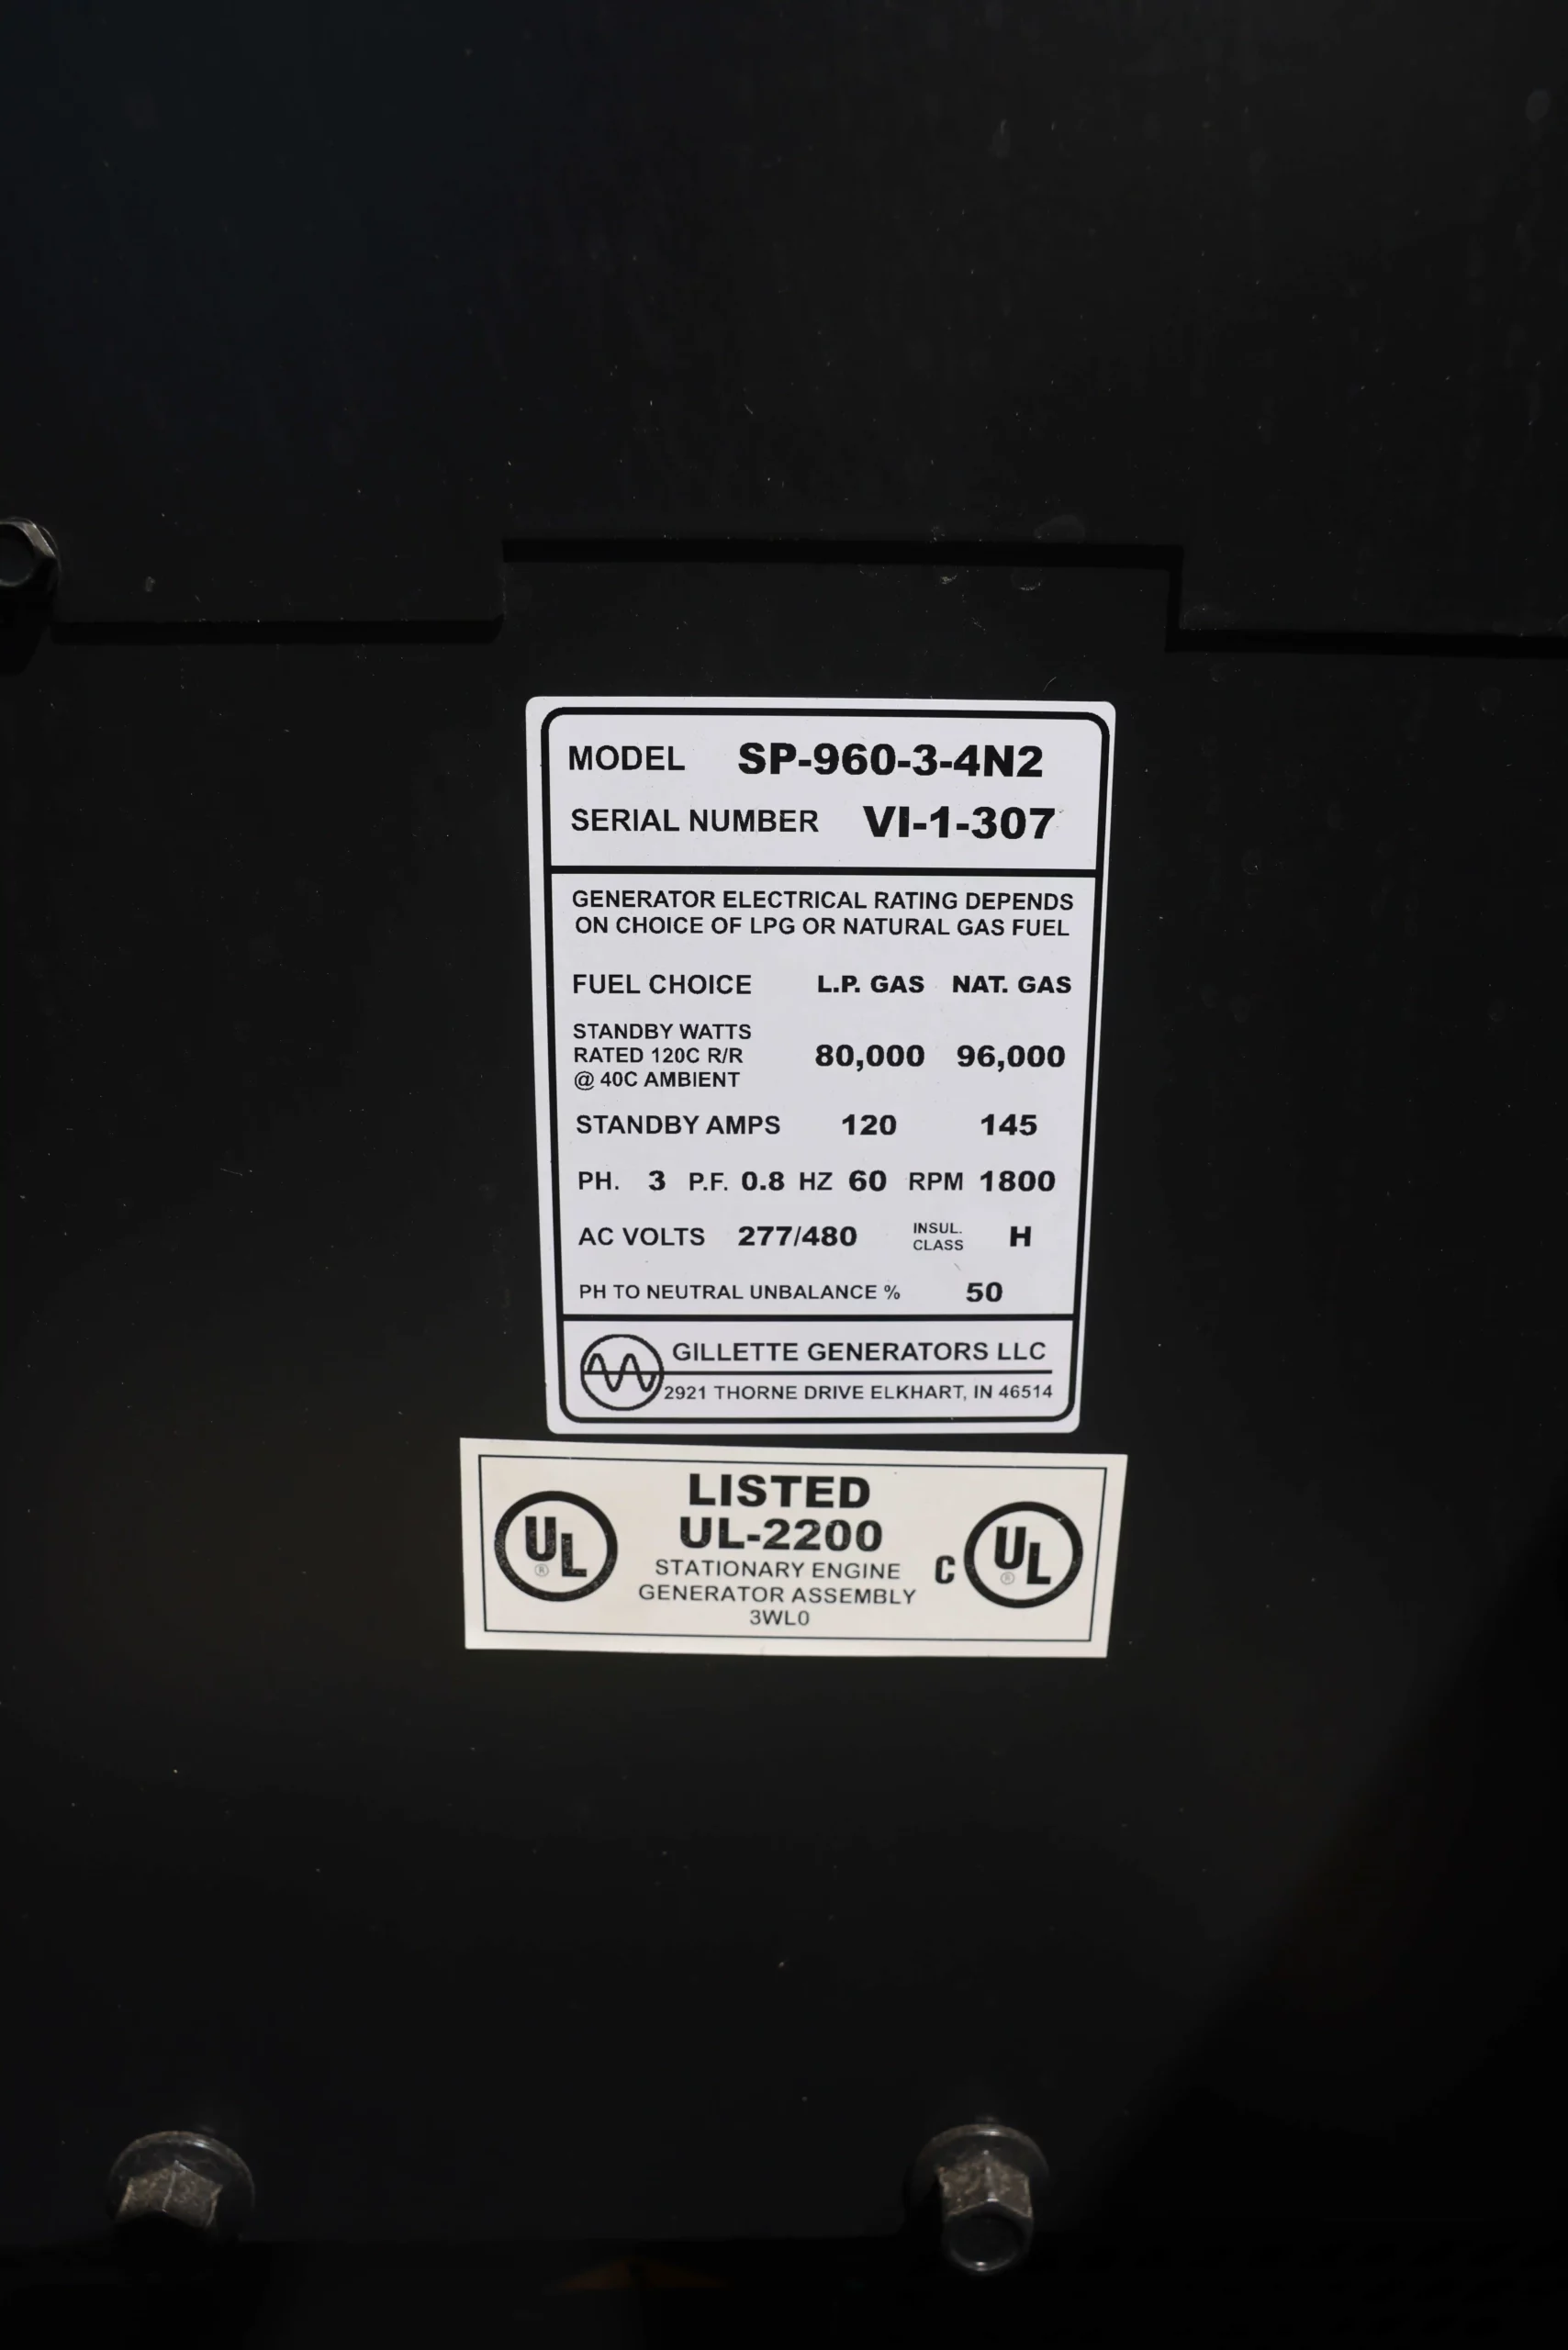 MODEL SP-960-3-4N2
SERIAL NUMBER VI-1-307
GENERATOR ELECTRICAL RATING DEPENDS
ON CHOICE OF LPG OR NATURAL GAS FUEL
FUEL CHOICE L.P. GAS NAT. GAS
STANDBY WATTS
RATED 120C R/R 80,000 96,000
@ 40C AMBIENT
STANDBY AMPS 120 145
PH. 3 P.F. 0.8 HZ 60 RPM 1800
AC VOLTS 277/480 INSUL. CLASS H
PH TO NEUTRAL UNBALANCE % 50
GILLETTE GENERATORS LLC
2921 THORNE DRIVE ELKHART, IN 46514
LISTED
UL-2200
UL ®
STATIONARY ENGINE
GENERATOR ASSEMBLY
3WL0
C UL ®